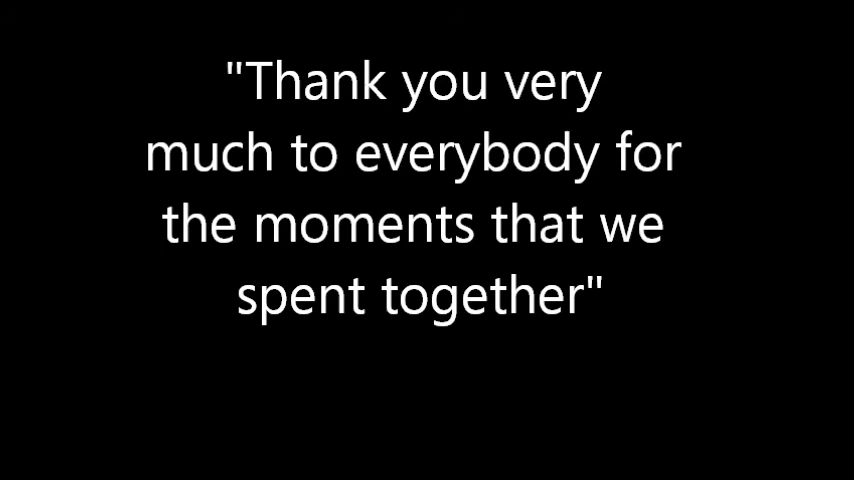 "Thank you very
much to everybody for
the moments that we
spent together"